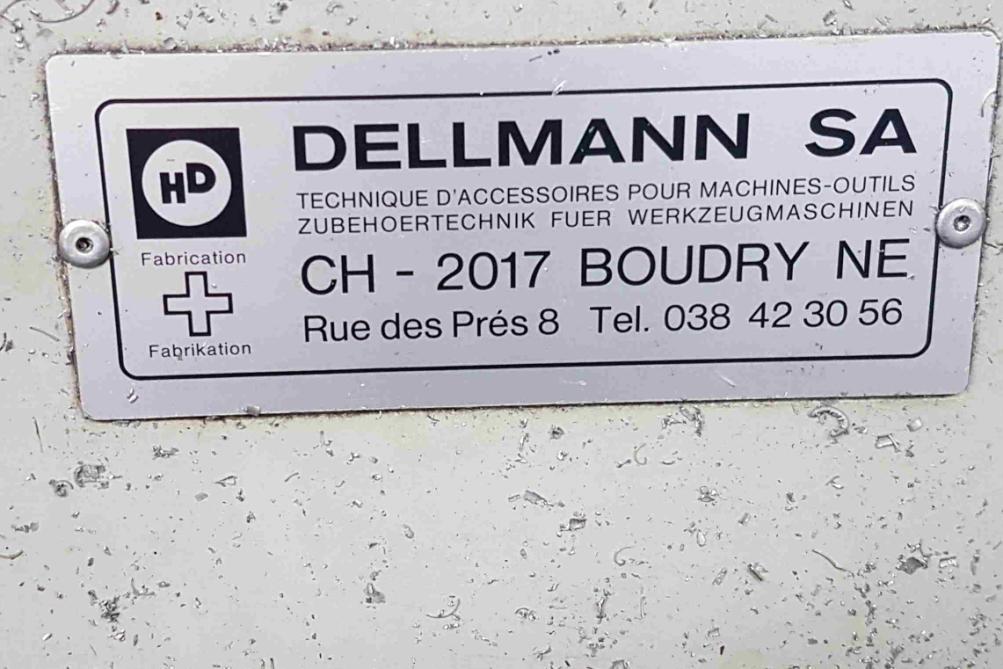 HD
DELLMANN SA
TECHNIQUE D'ACCESSOIRES POUR MACHINES-OUTILS
ZUBEHOERTECHNIK FUER WERKZEUGMASCHINEN
Fabrication
CH - 2017 BOUDRY NE
Rue des Prés 8 Tel. 038 42 30 56
Fabrikation